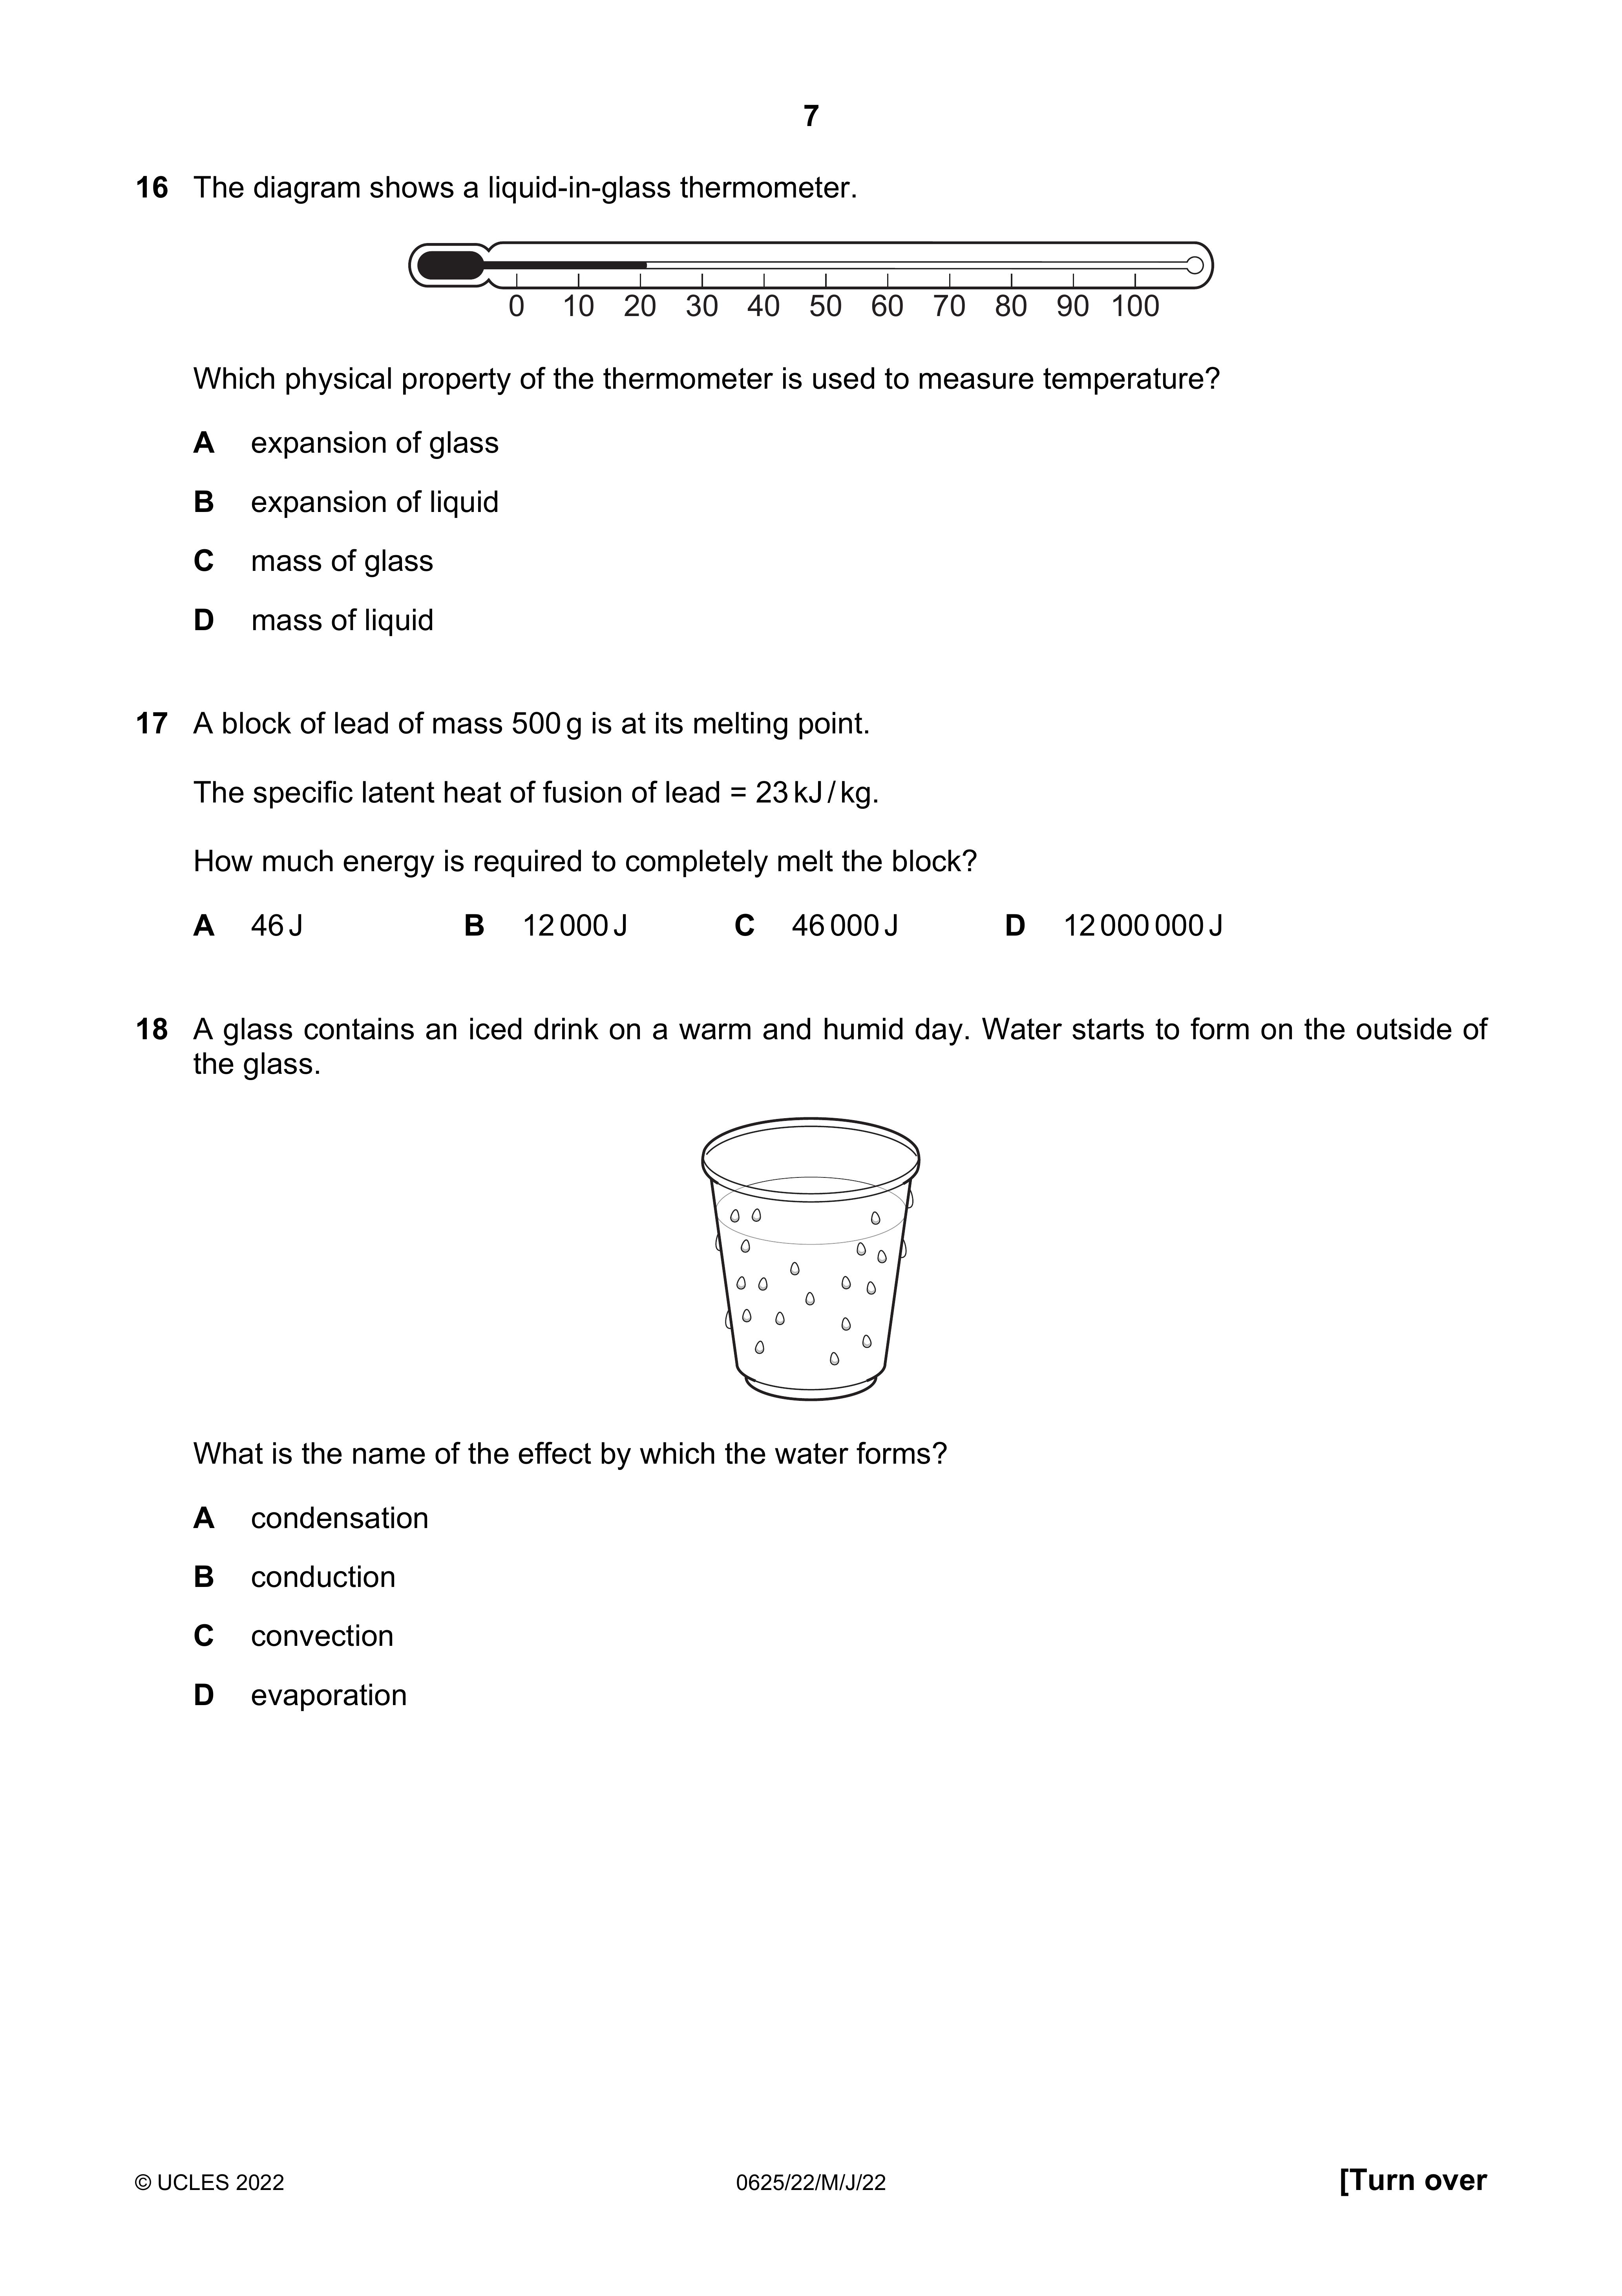 7
16 The diagram shows a liquid-in-glass thermometer.
0 10 20 30 40 50 60 70 80 90 100
Which physical property of the thermometer is used to measure temperature?
A expansion of glass
B expansion of liquid
C mass of glass
D mass of liquid
17 A block of lead of mass 500 g is at its melting point.
The specific latent heat of fusion of lead = 23 kJ / kg.
How much energy is required to completely melt the block?
A 46 J B 12 000 J C 46 000 J D 12 000 000 J
18 A glass contains an iced drink on a warm and humid day. Water starts to form on the outside of
the glass.
What is the name of the effect by which the water forms?
A condensation
B conduction
C convection
D evaporation
© UCLES 2022 0625/22/M/J/22 [Turn over